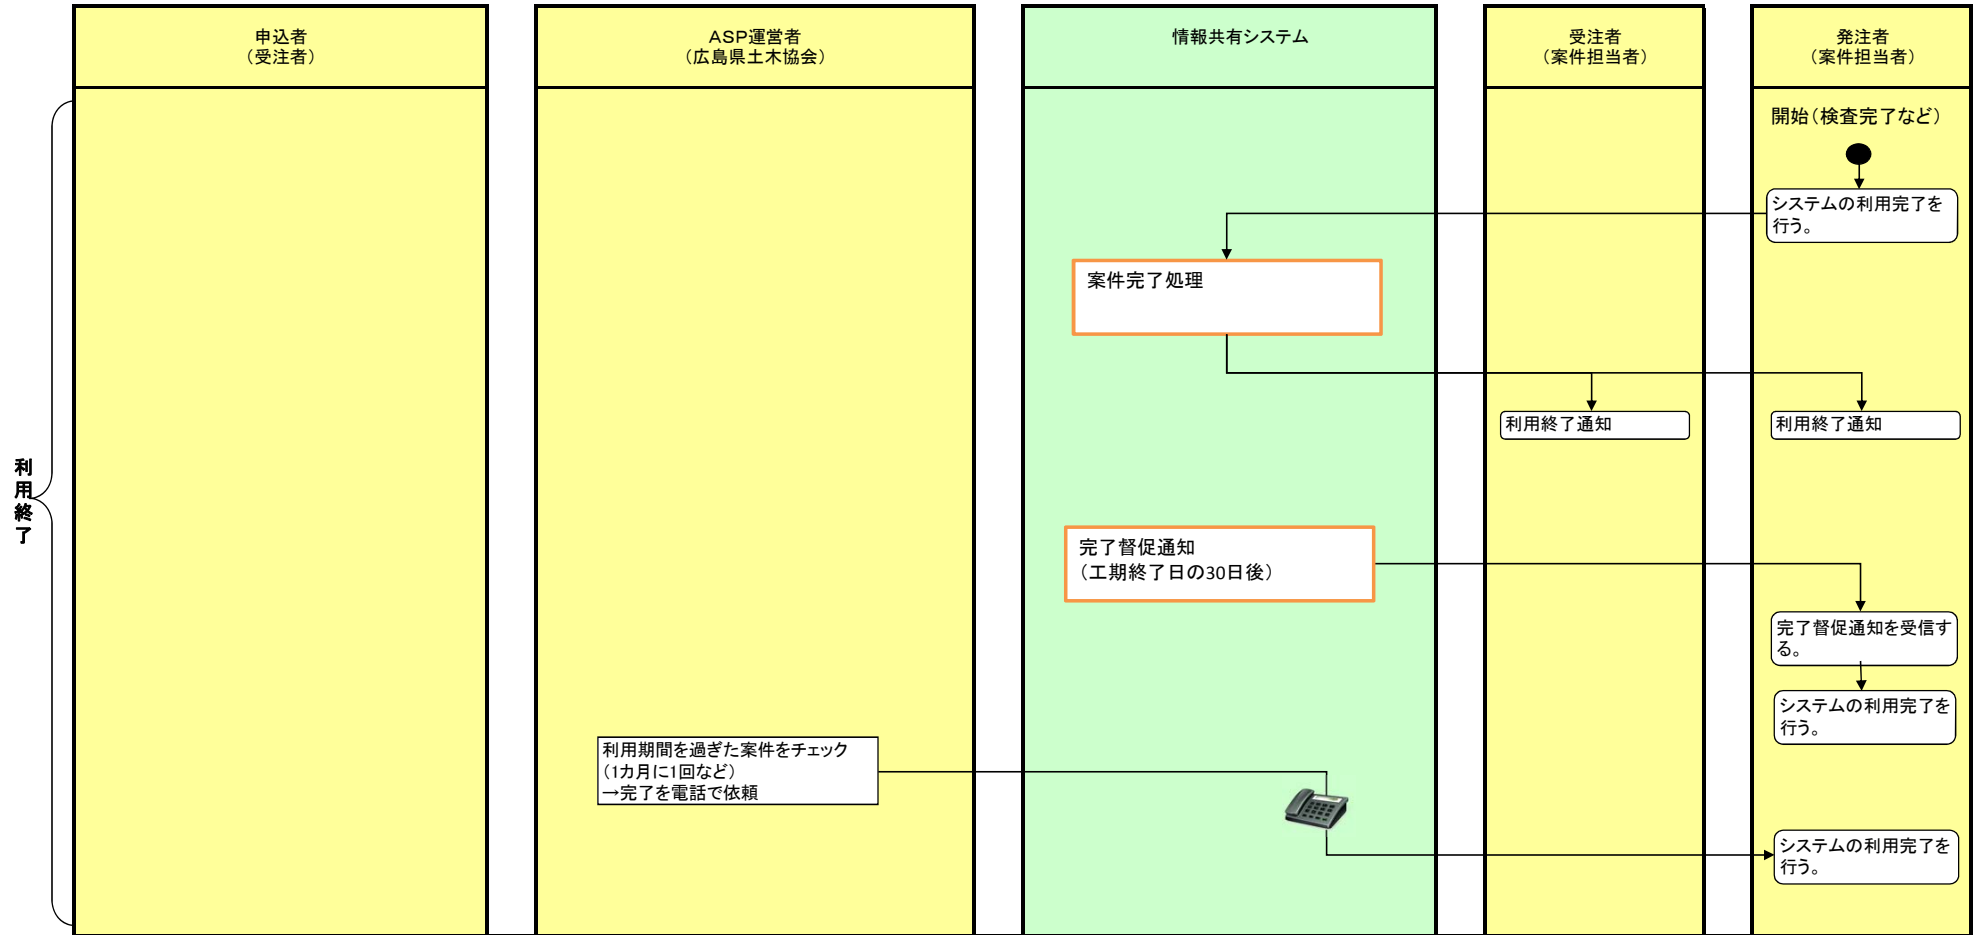 申込者
（受注者）
ASP運営者
（広島県土木協会）
情報共有システム
受注者
（案件担当者）
発注者
（案件担当者）
開始（検査完了など）
システムの利用完了を
行う。
案件完了処理
利用終了通知
利用終了通知
利用終了
完了督促通知
（工期終了日の30日後）
完了督促通知を受信す
る。
システムの利用完了を
行う。
利用期間を過ぎた案件をチェック
（1カ月に1回など）
→完了を電話で依頼
システムの利用完了を
行う。